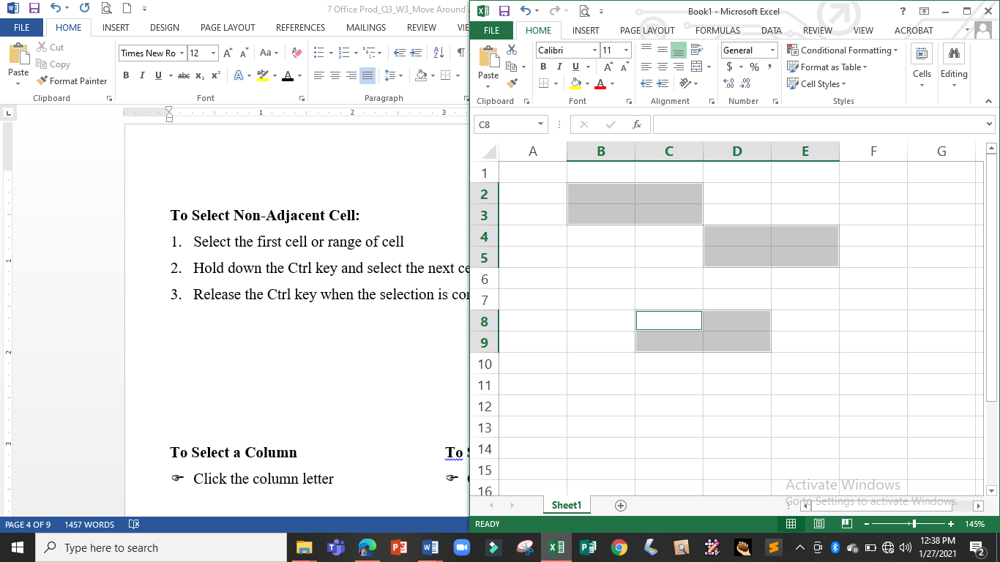 7 Office Prod_Q3_W3_Move Around
FILE HOME INSERT DESIGN PAGE LAYOUT REFERENCES MAILINGS REVIEW VIE
Paste
Cut
Copy
Format Painter
Times New Ro 12
Clipboard Font Paragraph
1 2 3
To Select Non-Adjacent Cell:
1. Select the first cell or range of cell
2. Hold down the Ctrl key and select the next ce
3. Release the Ctrl key when the selection is co
To Select a Column
To
Click the column letter
PAGE 4 OF 9 1457 WORDS
Book1 - Microsoft Excel
FILE HOME INSERT PAGE LAYOUT FORMULAS DATA REVIEW VIEW ACROBAT
Paste
Calibri 11
General
Conditional Formatting
Format as Table
Cell Styles
Cells
Editing
Clipboard Font Alignment Number Styles
C8
A B C D E F G
1
2
3
4
5
6
7
8
9
10
11
12
13
14
15
16
Activate Windows
Go to Settings to activate Windows.
Sheet1
READY
145%
Type here to search
12:38 PM
1/27/2021
2